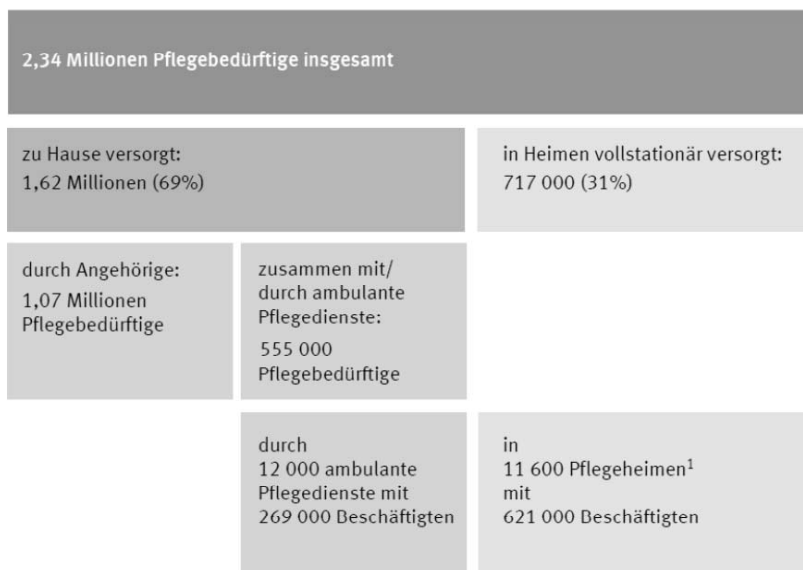 2,34 Millionen Pflegebedürftige insgesamt
zu Hause versorgt:
1,62 Millionen (69%)
in Heimen vollstationär versorgt:
717 000 (31%)
durch Angehörige:
1,07 Millionen
Pflegebedürftige
zusammen mit/
durch ambulante
Pflegedienste:
555 000
Pflegebedürftige
durch
12 000 ambulante
Pflegedienste mit
269 000 Beschäftigten
in
11 600 Pflegeheimen¹
mit
621 000 Beschäftigten